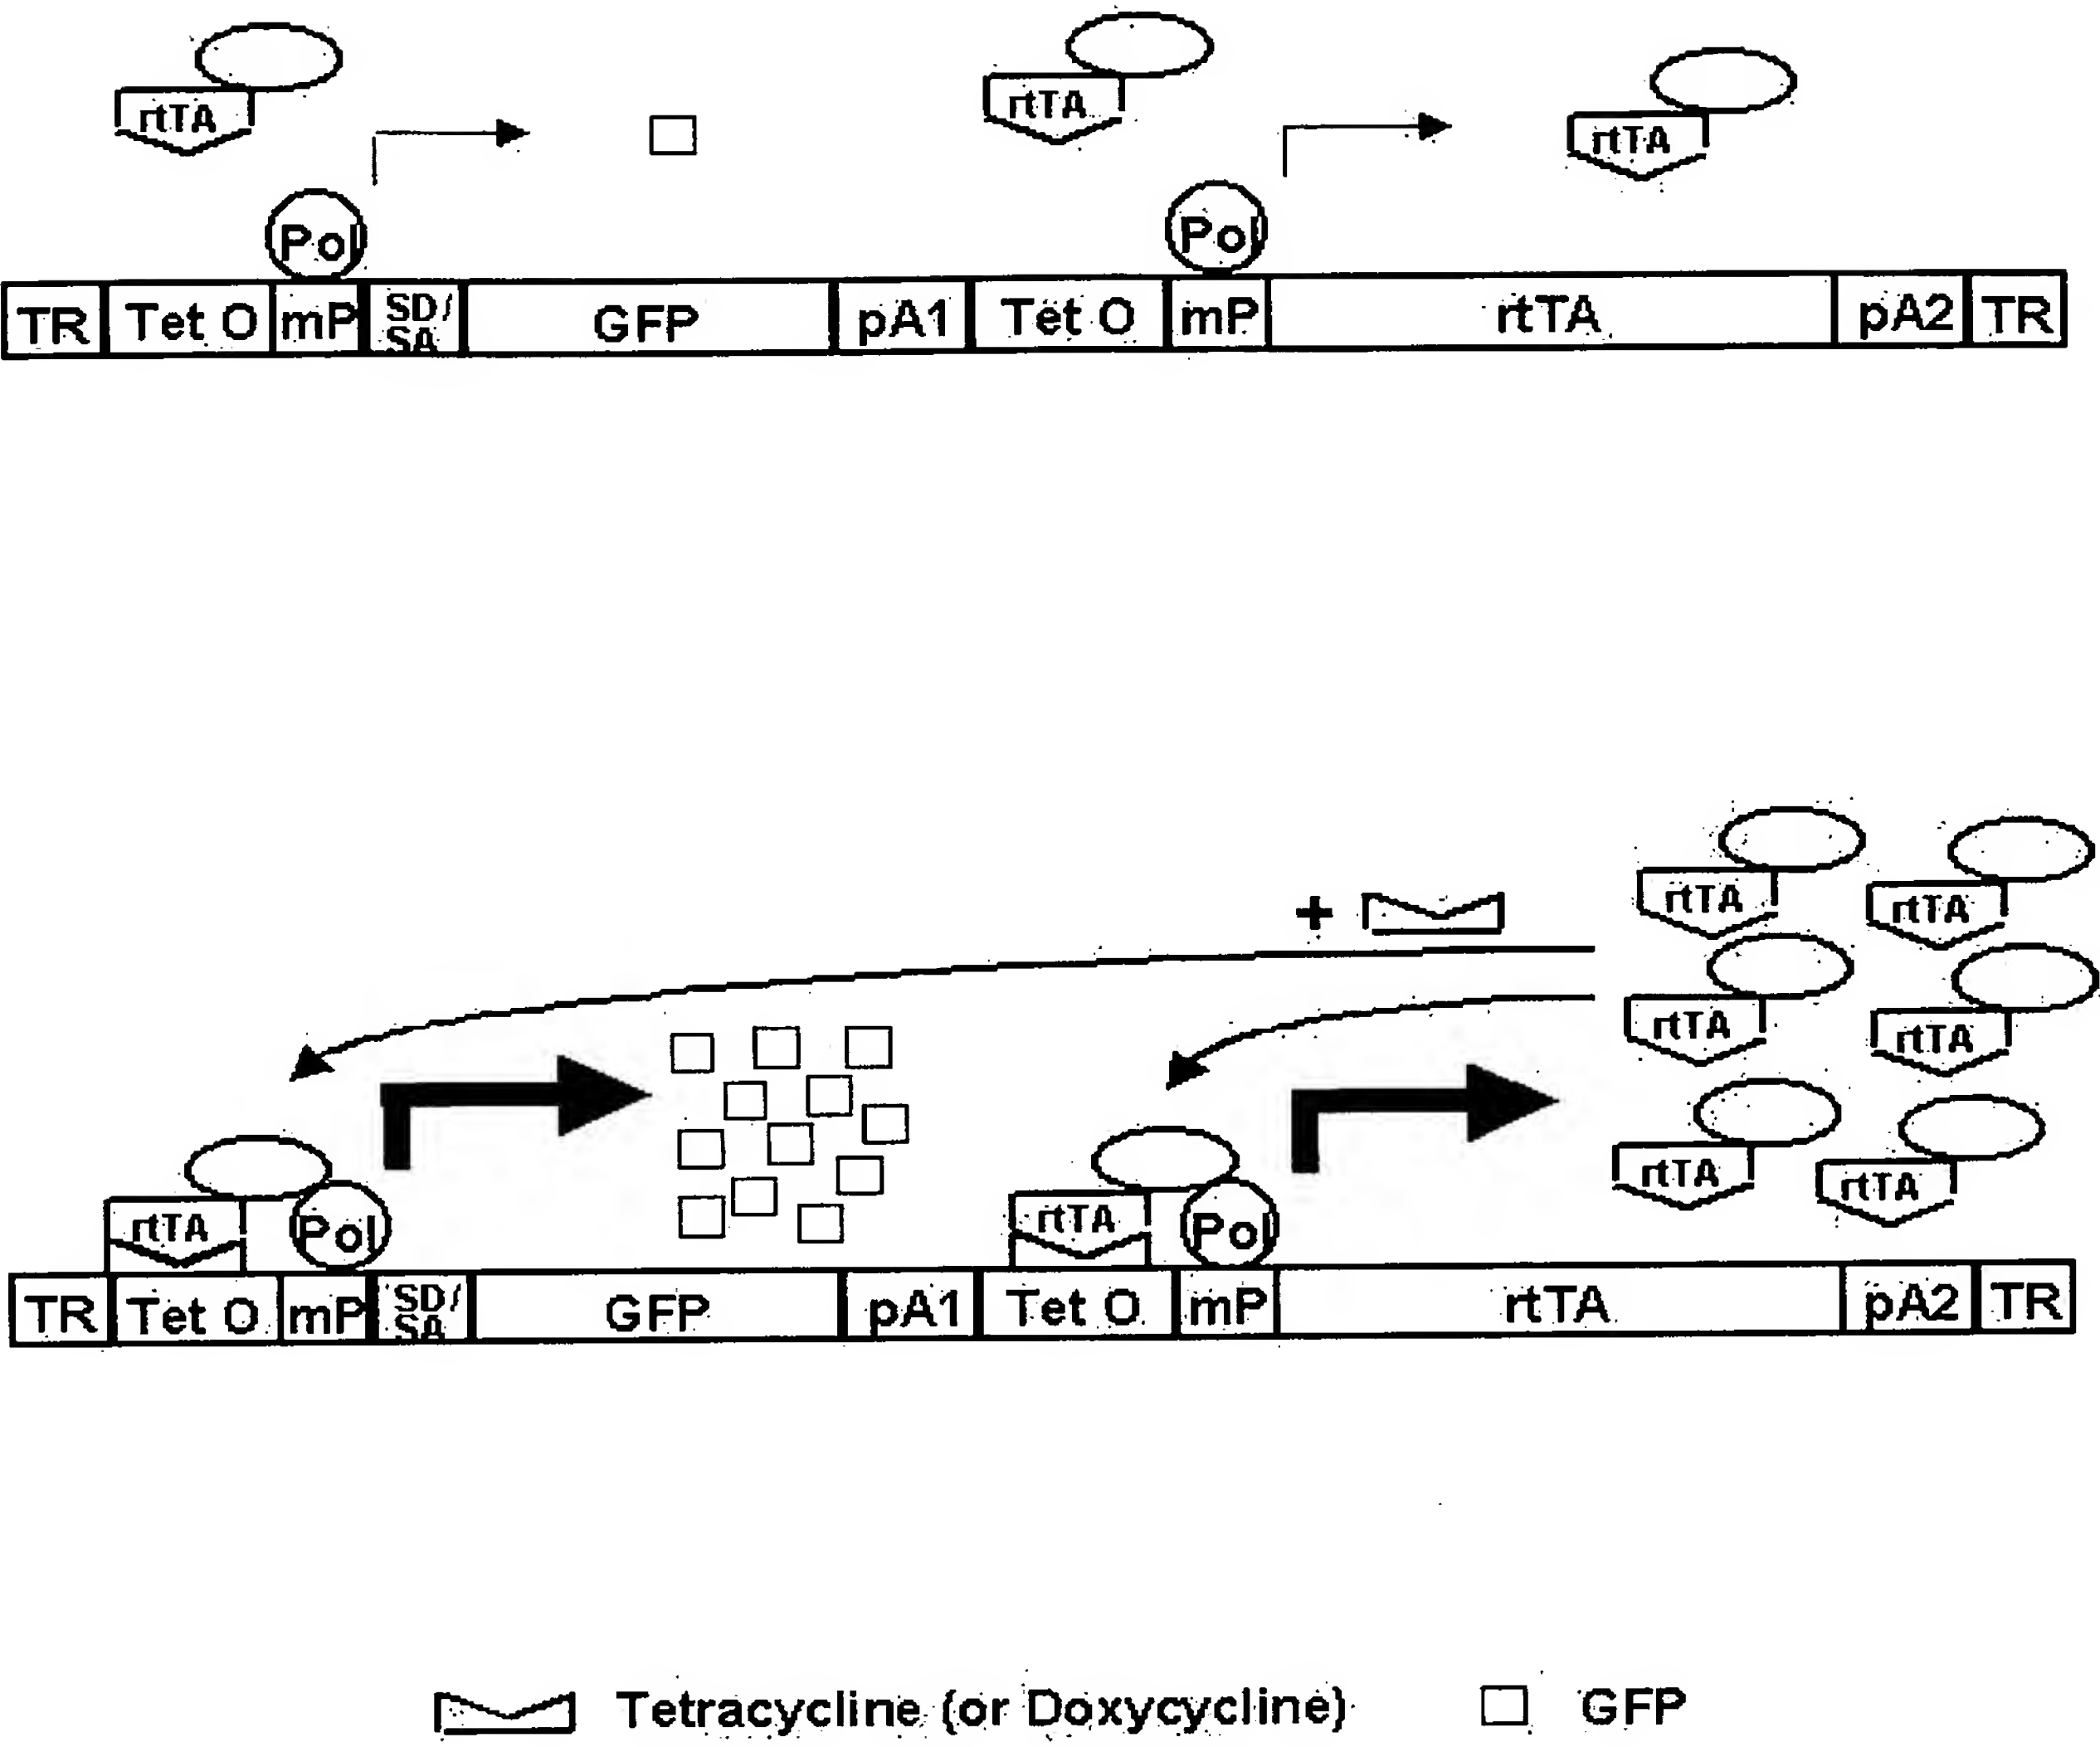 rtTA
rtTA
rtTA
Pol
Pol
TR Tet O mP SD/ SA GFP pA1 Tet O mP rtTA pA2 TR
rtTA
rtTA
+
rtTA
rtTA
rtTA
rtTA
rtTA
Pol
rtTA
Pol
TR Tet O mP SD/ SA GFP pA1 Tet O mP rtTA pA2 TR
Tetracycline (or Doxycycline)
GFP